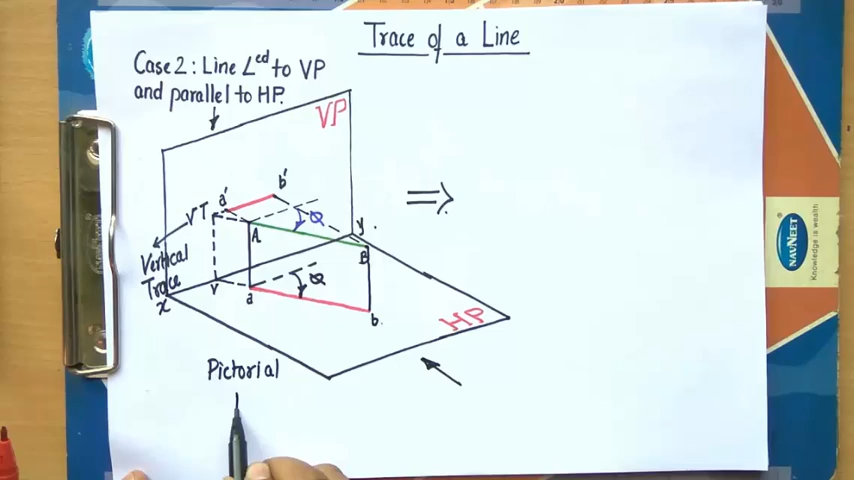 Trace of a Line
Case 2: Line ∠ed to VP
and parallel to HP.
VP
a'
b'
VT
Ø
A
y
B
Vertical
Trace
v
Ø
x
a
b
HP
Pictorial
NAVNEET
Knowledge is wealth